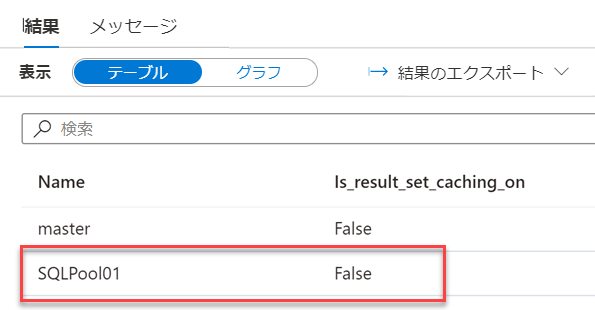 結果 メッセージ
表示 テーブル グラフ 結果のエクスポート
検索
Name Is_result_set_caching_on
master False
SQLPool01 False